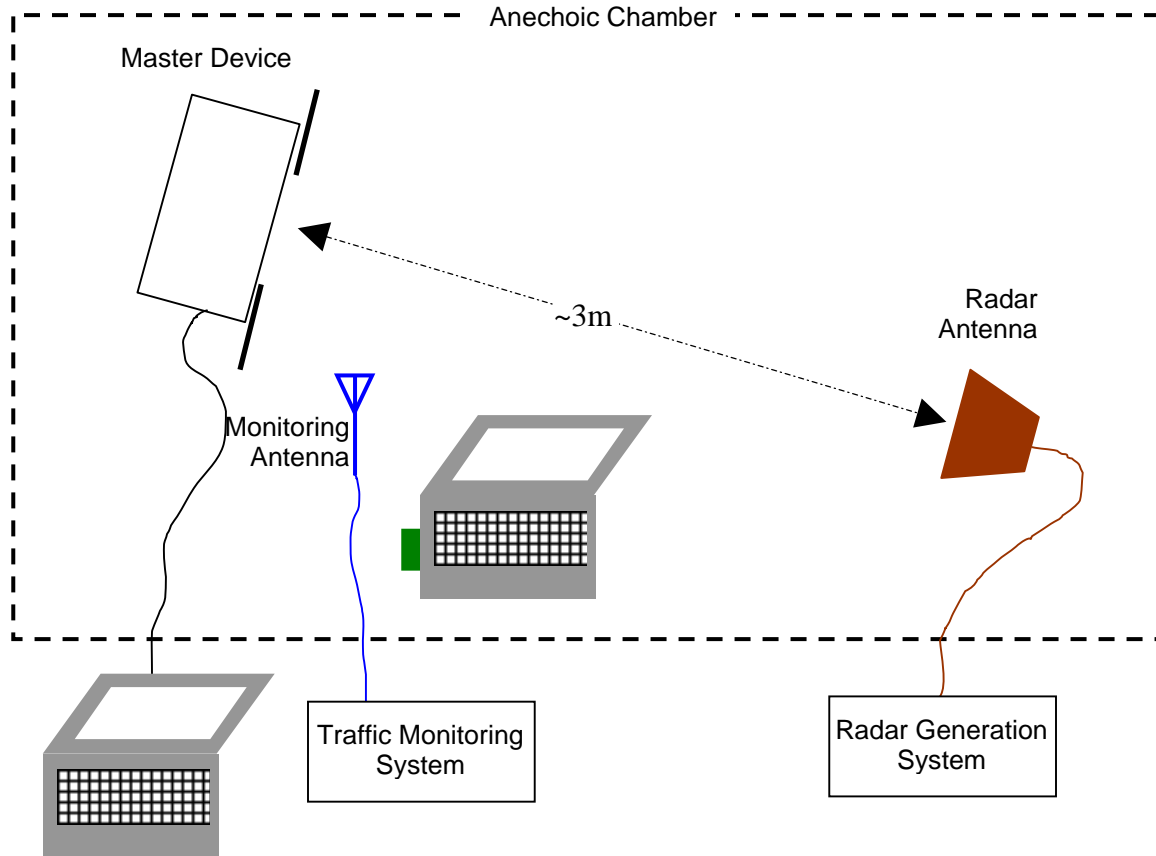 Anechoic Chamber
Master Device
~3m
Radar
Antenna
Monitoring
Antenna
Traffic Monitoring
System
Radar Generation
System